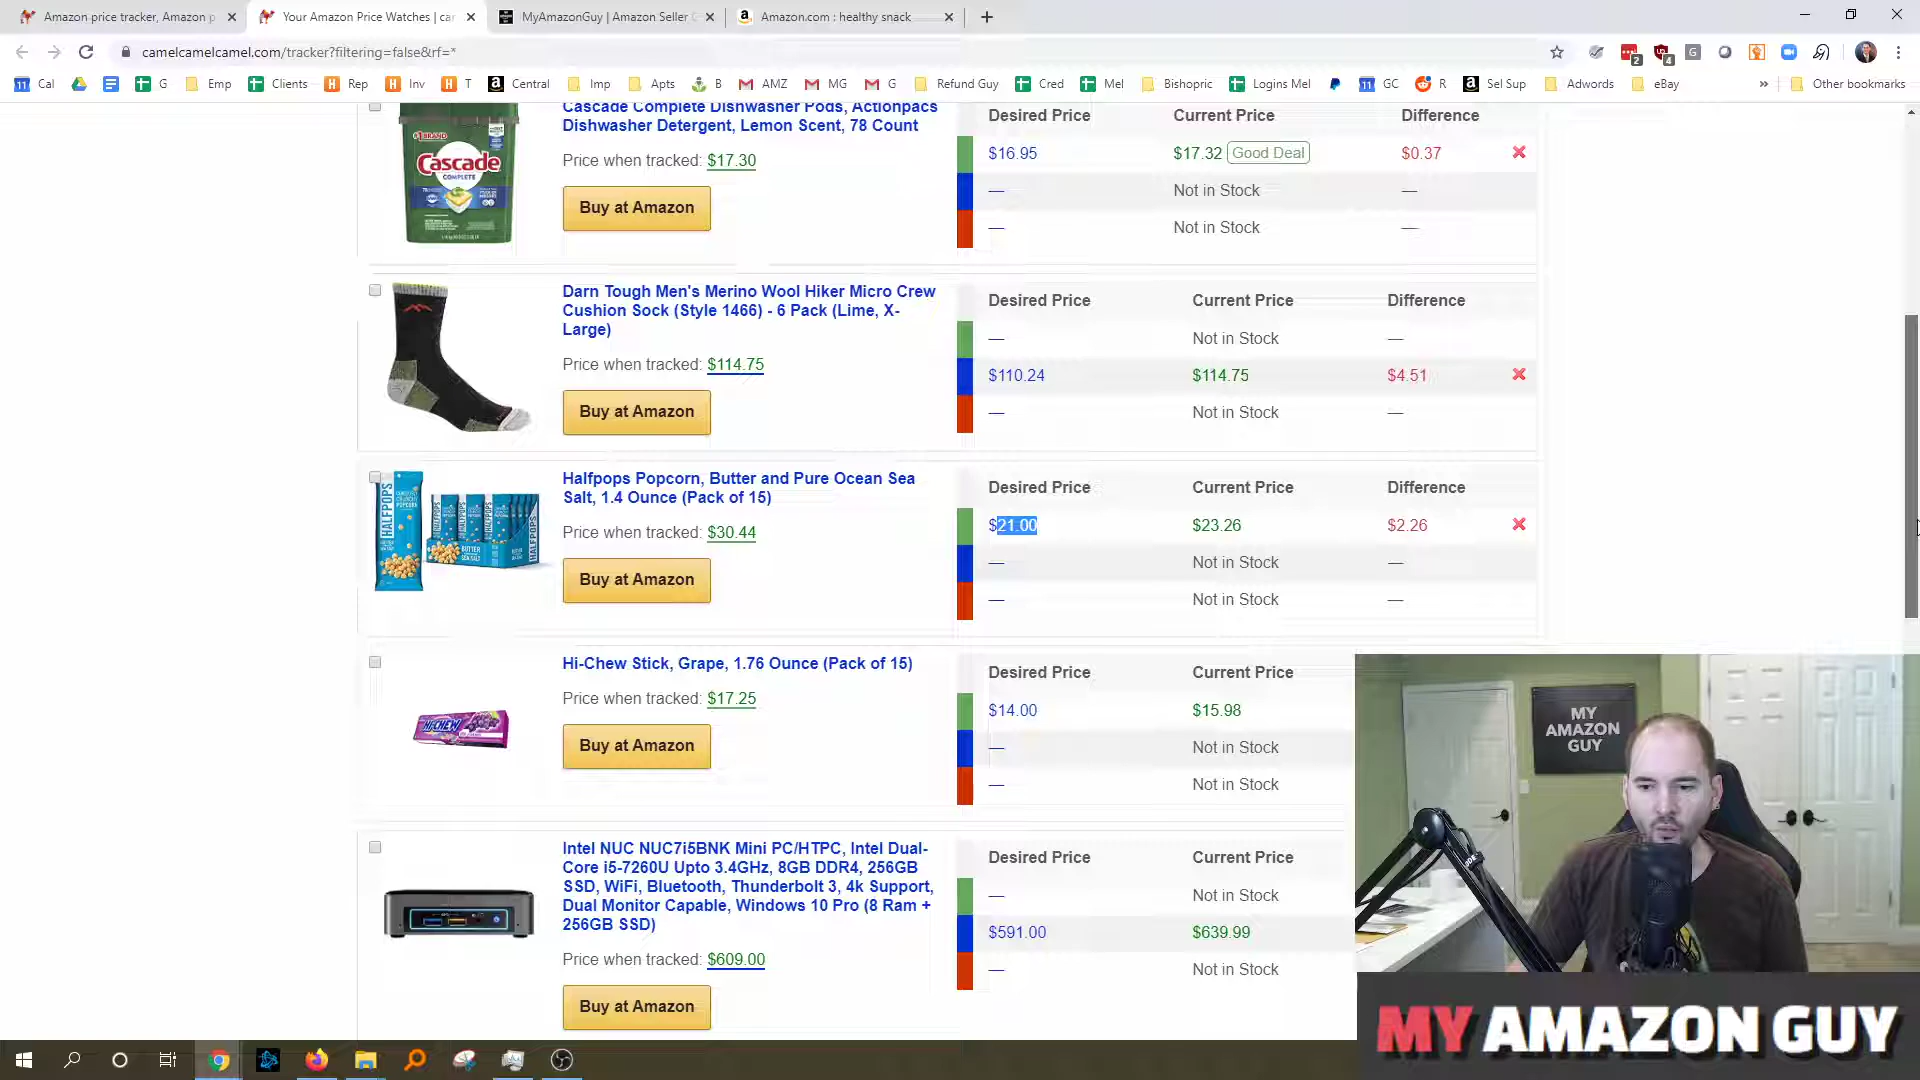 Amazon price tracker, Amazon p
Your Amazon Price Watches | car
MyAmazonGuy | Amazon Seller C
Amazon.com : healthy snack
camelcamelcamel.com/tracker?filtering=false&rf=*
Cal
G
Emp
Clients
Rep
Inv
T
Central
Imp
Apts
B
AMZ
MG
G
Refund Guy
Cred
Mel
Bishopric
Logins Mel
GC
R
Sel Sup
Adwords
eBay
»
Other bookmarks
Cascade Complete Dishwasher Pods, Actionpacs
Dishwasher Detergent, Lemon Scent, 78 Count
Price when tracked: $17.30
Buy at Amazon
Cascade
COMPLETE
Desired Price Current Price Difference
$16.95 $17.32 Good Deal $0.37
— Not in Stock —
— Not in Stock —
Darn Tough Men's Merino Wool Hiker Micro Crew
Cushion Sock (Style 1466) - 6 Pack (Lime, X-
Large)
Price when tracked: $114.75
Buy at Amazon
Desired Price Current Price Difference
— Not in Stock —
$110.24 $114.75 $4.51
— Not in Stock —
Halfpops Popcorn, Butter and Pure Ocean Sea
Salt, 1.4 Ounce (Pack of 15)
Price when tracked: $30.44
Buy at Amazon
HALFPOPS
Desired Price Current Price Difference
$21.00 $23.26 $2.26
— Not in Stock —
— Not in Stock —
Hi-Chew Stick, Grape, 1.76 Ounce (Pack of 15)
Price when tracked: $17.25
Buy at Amazon
HI-CHEW
Desired Price Current Price
$14.00 $15.98
— Not in Stock
— Not in Stock
Intel NUC NUC7i5BNK Mini PC/HTPC, Intel Dual-
Core i5-7260U Upto 3.4GHz, 8GB DDR4, 256GB
SSD, WiFi, Bluetooth, Thunderbolt 3, 4k Support,
Dual Monitor Capable, Windows 10 Pro (8 Ram +
256GB SSD)
Price when tracked: $609.00
Buy at Amazon
Desired Price Current Price
— Not in Stock
$591.00 $639.99
— Not in Stock
MY
AMAZON
GUY
MY AMAZON GUY